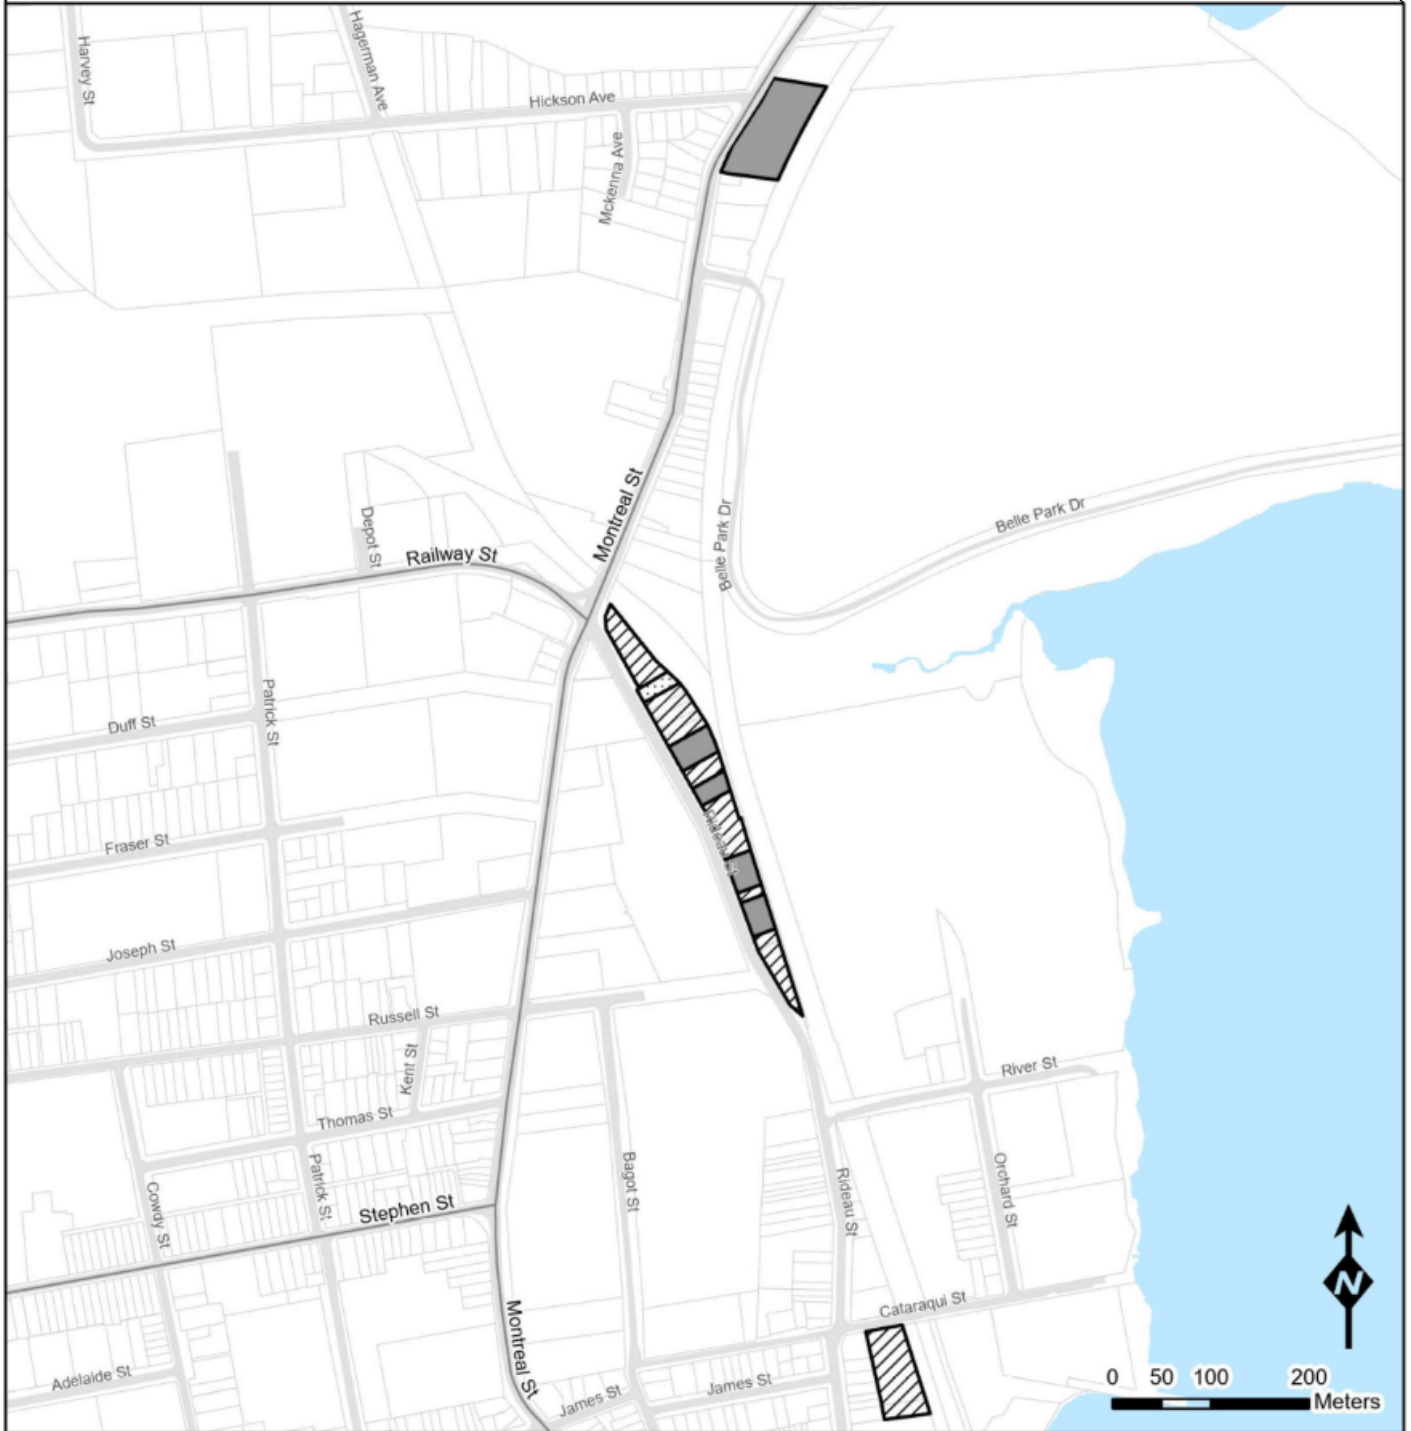 Harvey St
Hagerman Ave
Hickson Ave
Mckenna Ave
Montreal St
Depot St
Railway St
Belle Park Dr
Belle Park Dr
Patrick St
Duff St
Fraser St
Rideau St
Joseph St
Russell St
Kent St
Thomas St
River St
Patrick St
Cowdy St
Stephen St
Bagot St
Rideau St
Orchard St
Cataraqui St
Montreal St
Adelaide St
James St
James St
N
0 50 100 200
Meters